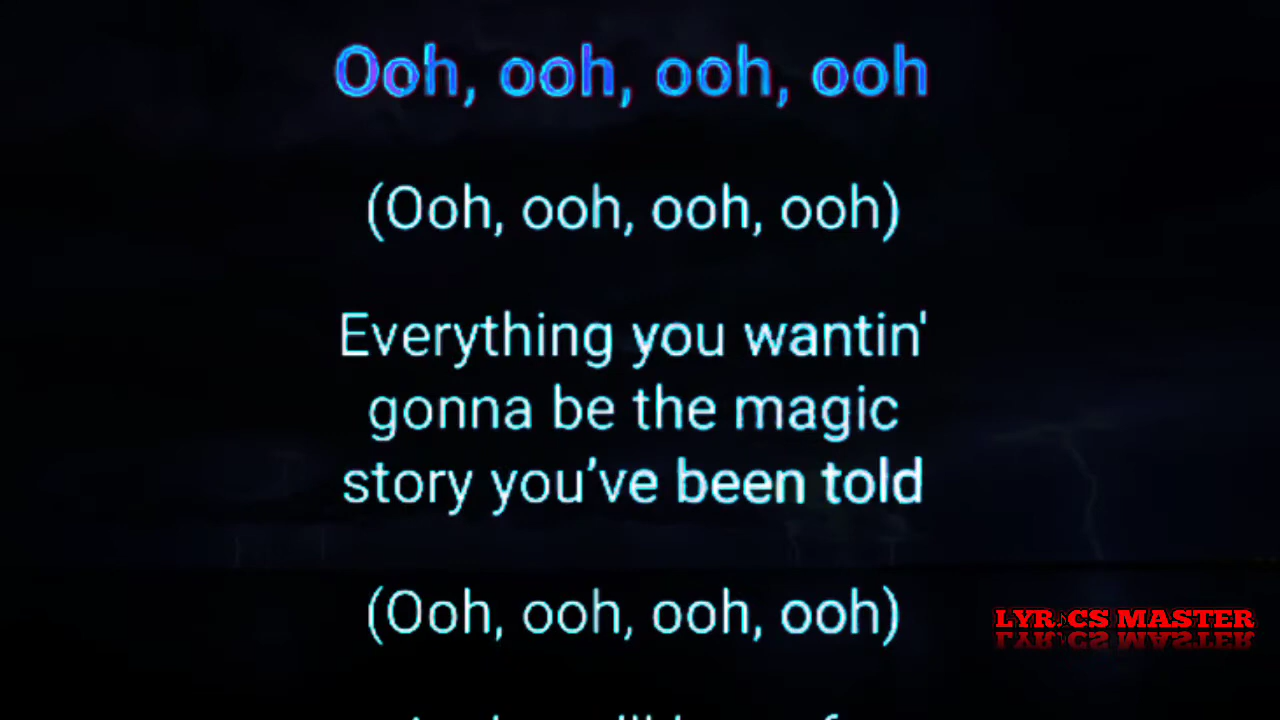 Ooh, ooh, ooh, ooh
(Ooh, ooh, ooh, ooh)
Everything you wantin'
gonna be the magic
story you’ve been told
(Ooh, ooh, ooh, ooh)
LYRICS MASTER